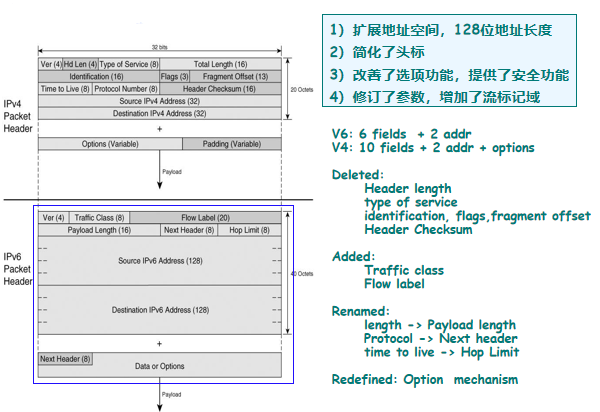 32 bits
Ver (4) Hd Len (4) Type of Service (8) Total Length (16)
Identification (16) Flags (3) Fragment Offset (13)
Time to Live (8) Protocol Number (8) Header Checksum (16)
Source IPv4 Address (32)
Destination IPv4 Address (32)
20 Octets
IPv4
Packet
Header
+
Options (Variable) Padding (Variable)
Payload
Ver (4) Traffic Class (8) Flow Label (20)
Payload Length (16) Next Header (8) Hop Limit (8)
Source IPv6 Address (128)
Destination IPv6 Address (128)
40 Octets
IPv6
Packet
Header
+
Next Header (8)
Data or Options
Payload
1) 扩展地址空间,128位地址长度
2) 简化了头标
3) 改善了选项功能,提供了安全功能
4) 修订了参数,增加了流标记域
V6: 6 fields + 2 addr
V4: 10 fields + 2 addr + options
Deleted:
Header length
type of service
identification, flags,fragment offset
Header Checksum
Added:
Traffic class
Flow label
Renamed:
length -> Payload length
Protocol -> Next header
time to live -> Hop Limit
Redefined: Option mechanism